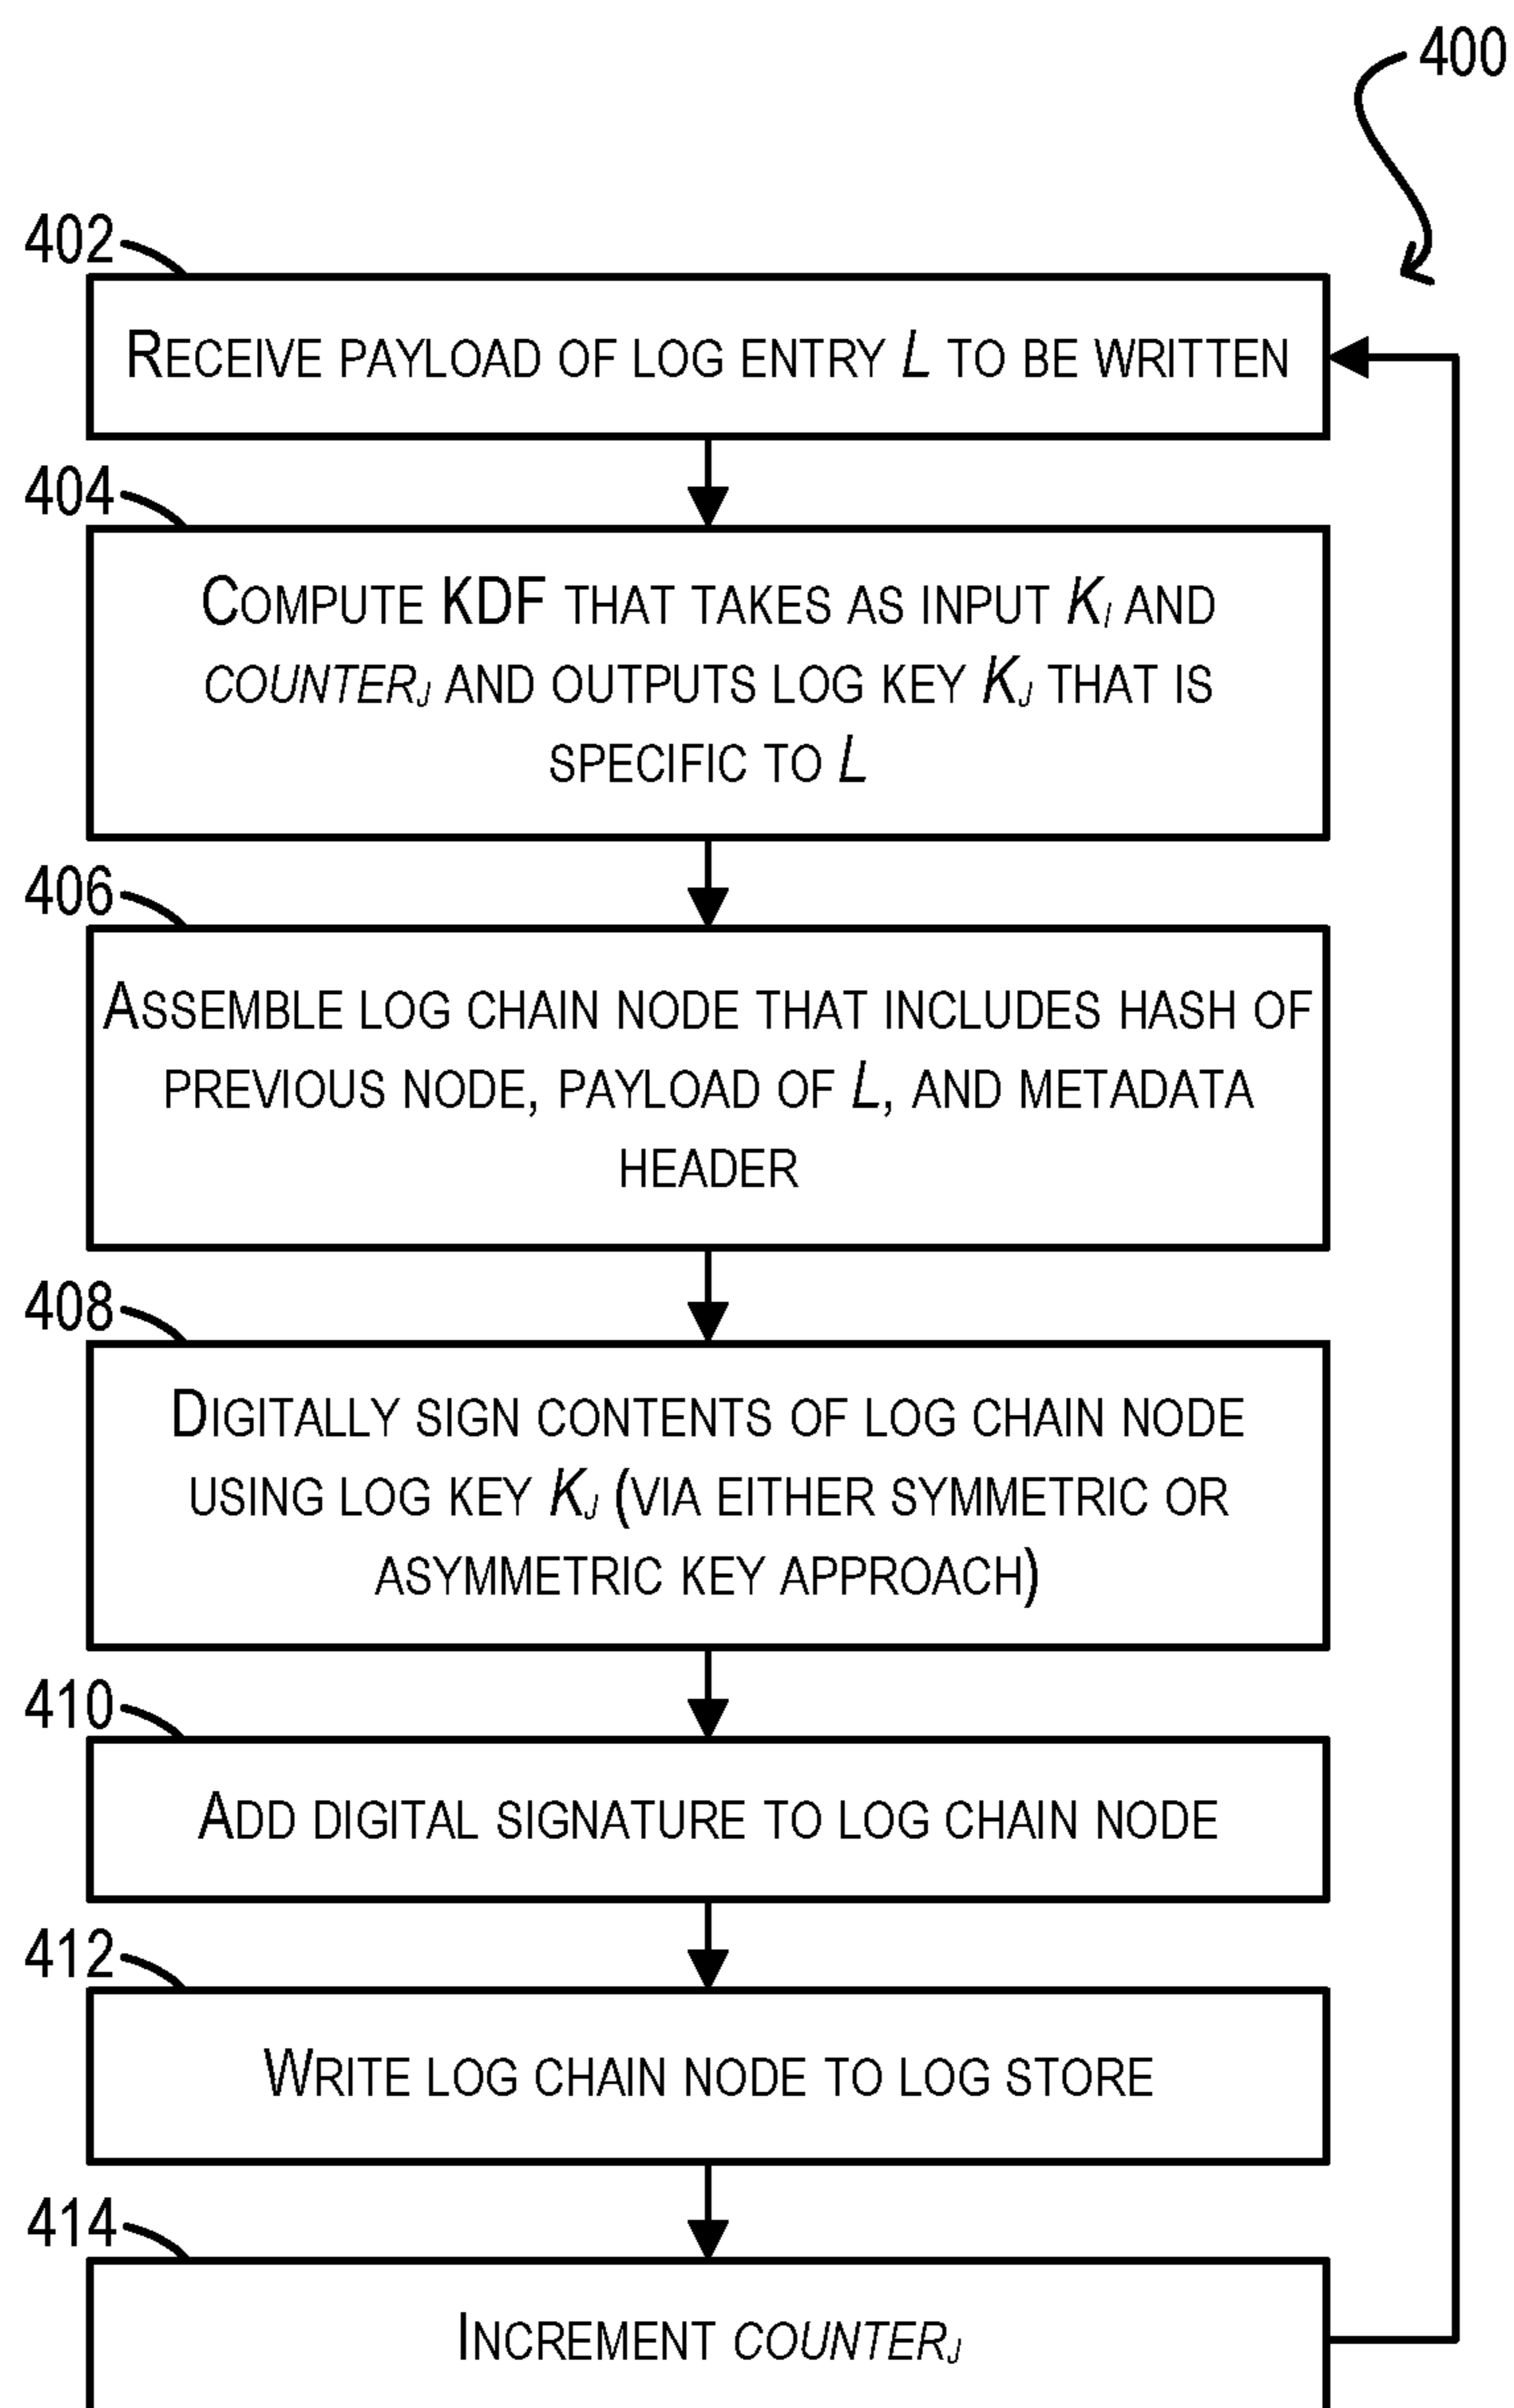 400
402
RECEIVE PAYLOAD OF LOG ENTRY L TO BE WRITTEN
404
COMPUTE KDF THAT TAKES AS INPUT KI AND
COUNTERJ AND OUTPUTS LOG KEY KJ THAT IS
SPECIFIC TO L
406
ASSEMBLE LOG CHAIN NODE THAT INCLUDES HASH OF
PREVIOUS NODE, PAYLOAD OF L, AND METADATA
HEADER
408
DIGITALLY SIGN CONTENTS OF LOG CHAIN NODE
USING LOG KEY KJ (VIA EITHER SYMMETRIC OR
ASYMMETRIC KEY APPROACH)
410
ADD DIGITAL SIGNATURE TO LOG CHAIN NODE
412
WRITE LOG CHAIN NODE TO LOG STORE
414
INCREMENT COUNTERJ